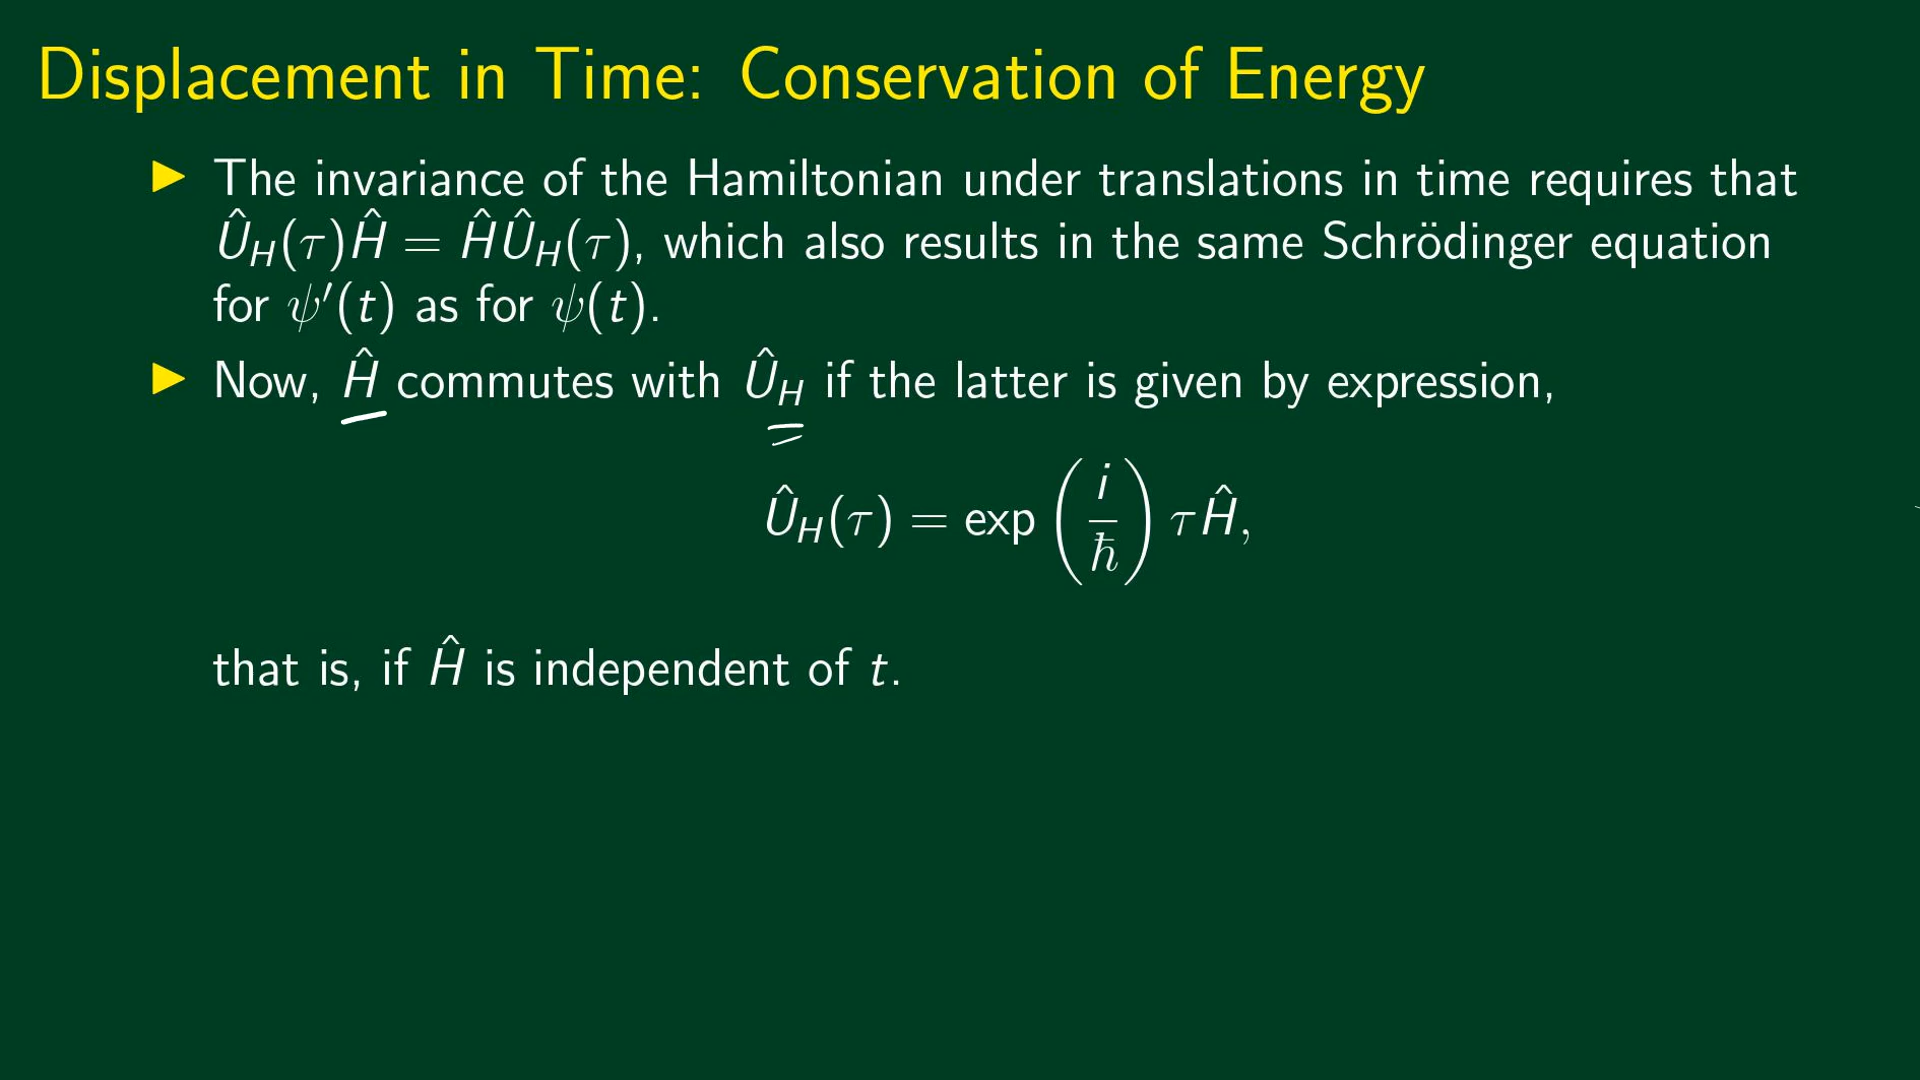 Displacement in Time: Conservation of Energy
▶ The invariance of the Hamiltonian under translations in time requires that
Û_H(τ)Ĥ = ĤÛ_H(τ), which also results in the same Schrödinger equation
for ψ′(t) as for ψ(t).
▶ Now, Ĥ commutes with Û_H if the latter is given by expression,
Û_H(τ) = exp (i/ħ) τĤ,
that is, if Ĥ is independent of t.